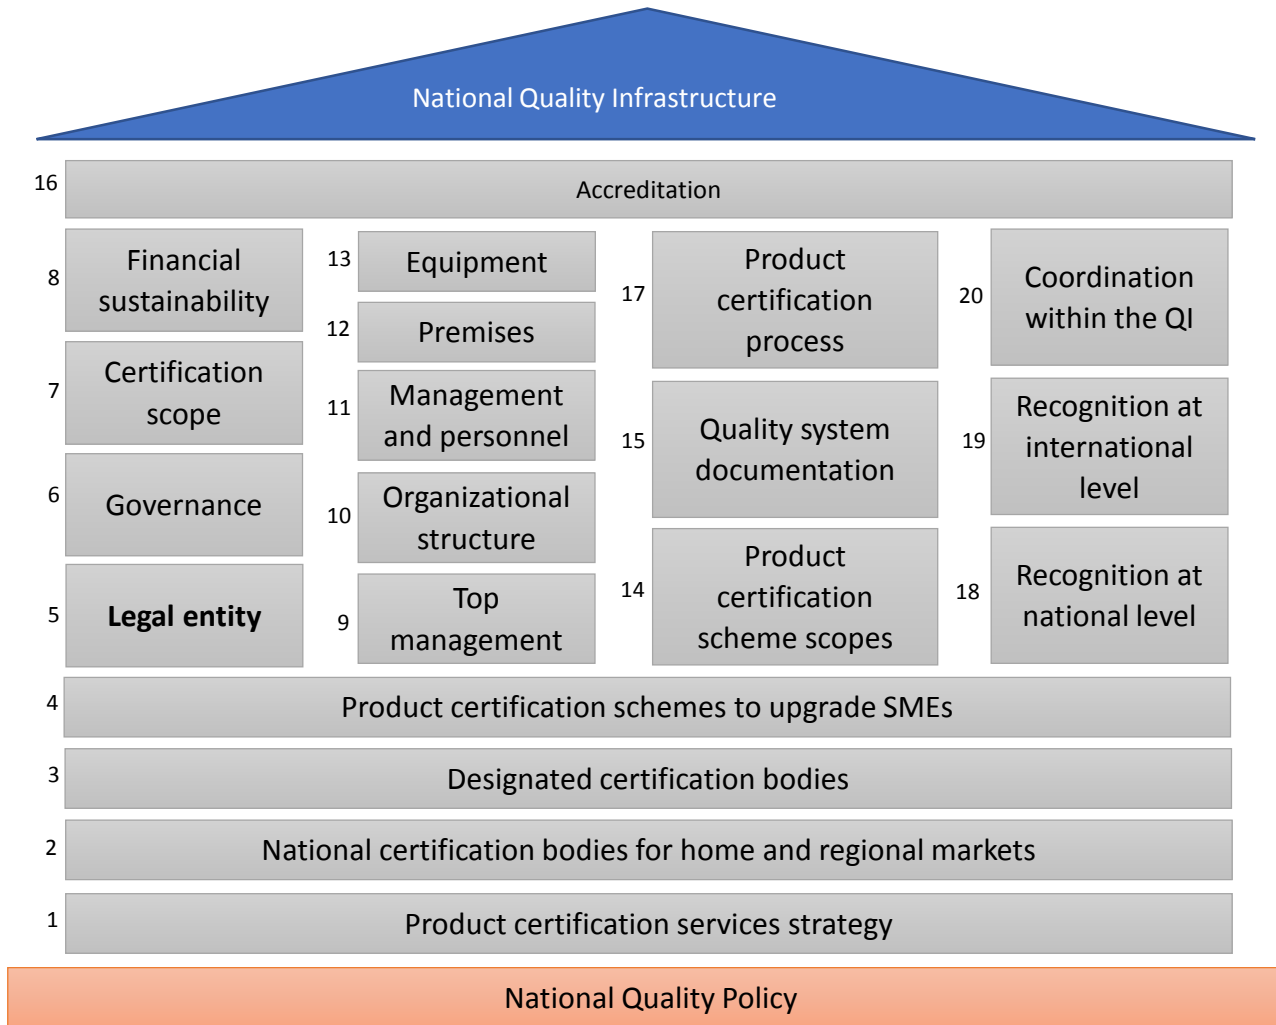 National Quality Infrastructure
16
Accreditation
8
Financial
sustainability
7
Certification
scope
6
Governance
5
Legal entity
13
Equipment
12
Premises
11
Management
and personnel
10
Organizational
structure
9
Top
management
17
Product
certification
process
15
Quality system
documentation
14
Product
certification
scheme scopes
20
Coordination
within the QI
19
Recognition at
international
level
18
Recognition at
national level
4
Product certification schemes to upgrade SMEs
3
Designated certification bodies
2
National certification bodies for home and regional markets
1
Product certification services strategy
National Quality Policy